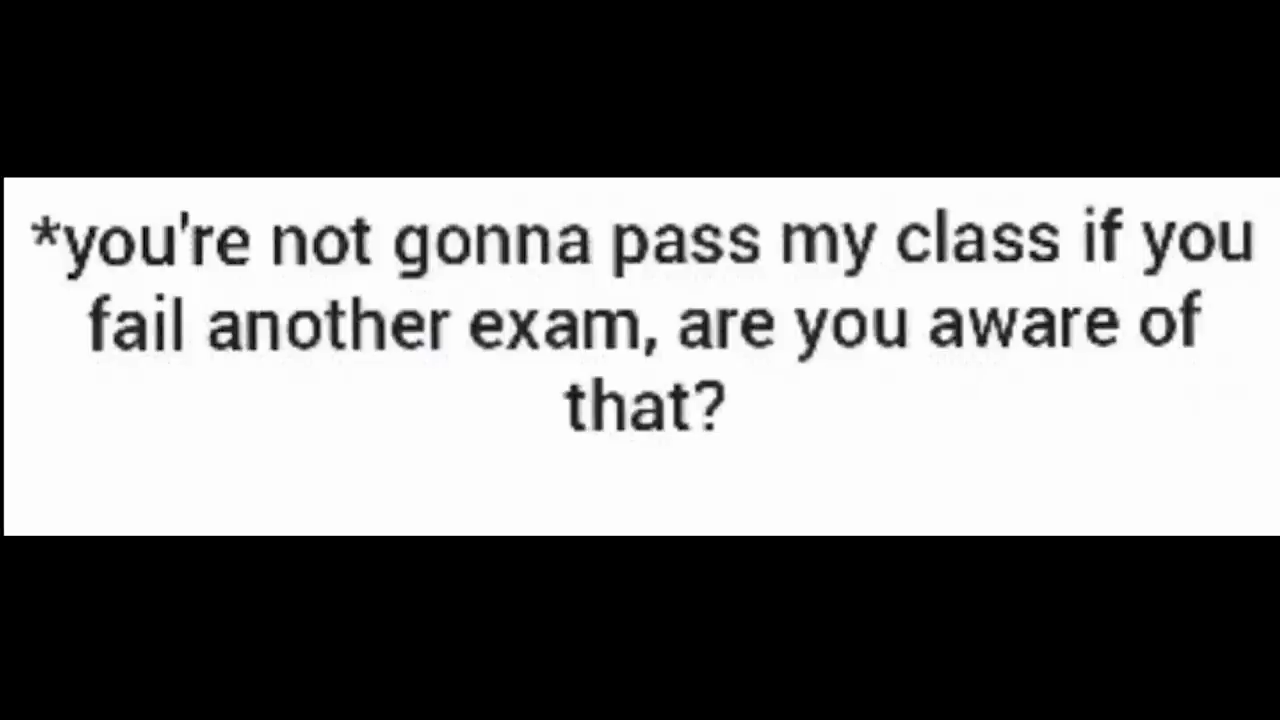 *you're not gonna pass my class if you
fail another exam, are you aware of
that?